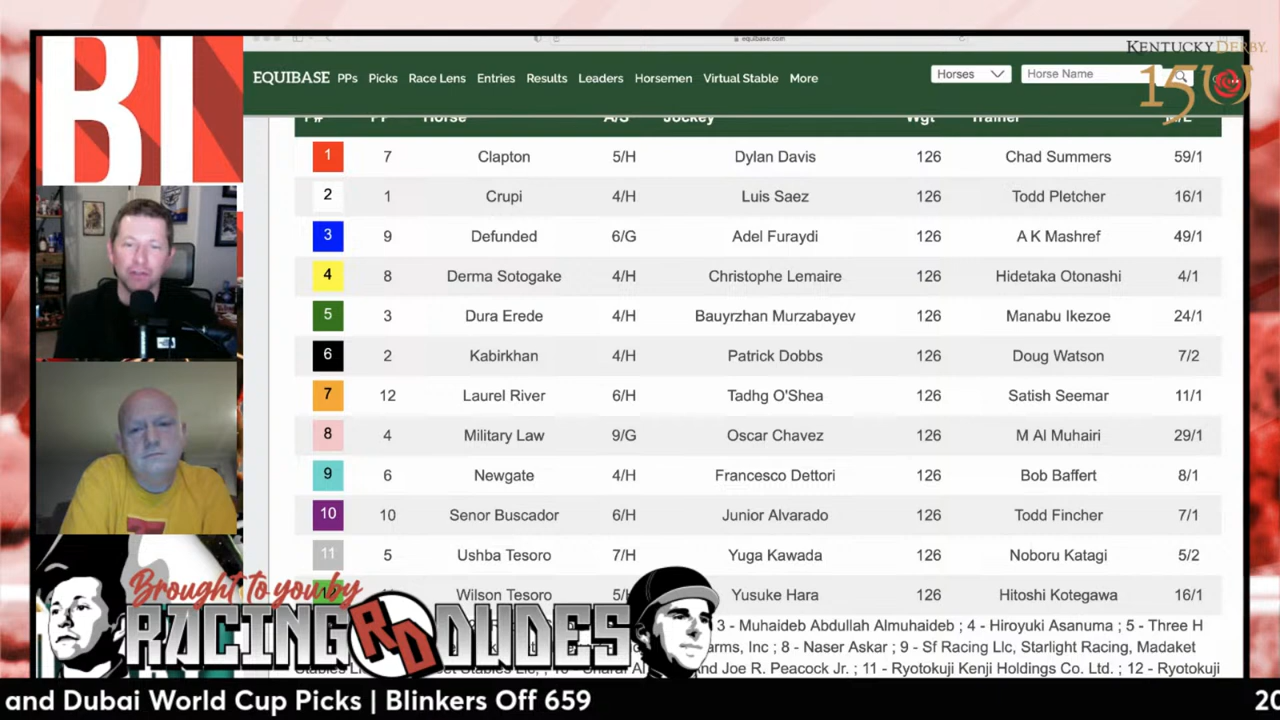 BL
equibase.com
KENTUCKY DERBY.
150
EQUIBASE PPs Picks Race Lens Entries Results Leaders Horsemen Virtual Stable More Horses Horse Name
Horse A/S Jockey Wgt Trainer
1 7 Clapton 5/H Dylan Davis 126 Chad Summers 59/1
2 1 Crupi 4/H Luis Saez 126 Todd Pletcher 16/1
3 9 Defunded 6/G Adel Furaydi 126 A K Mashref 49/1
4 8 Derma Sotogake 4/H Christophe Lemaire 126 Hidetaka Otonashi 4/1
5 3 Dura Erede 4/H Bauyrzhan Murzabayev 126 Manabu Ikezoe 24/1
6 2 Kabirkhan 4/H Patrick Dobbs 126 Doug Watson 7/2
7 12 Laurel River 6/H Tadhg O'Shea 126 Satish Seemar 11/1
8 4 Military Law 9/G Oscar Chavez 126 M Al Muhairi 29/1
9 6 Newgate 4/H Francesco Dettori 126 Bob Baffert 8/1
10 10 Senor Buscador 6/H Junior Alvarado 126 Todd Fincher 7/1
11 5 Ushba Tesoro 7/H Yuga Kawada 126 Noboru Katagi 5/2
Wilson Tesoro Yusuke Hara 126 Hitoshi Kotegawa 16/1
3 - Muhaideb Abdullah Almuhaideb ; 4 - Hiroyuki Asanuma ; 5 - Three H
Inc ; 8 - Naser Askar ; 9 - Sf Racing Llc, Starlight Racing, Madaket
And Joe R. Peacock Jr. ; 11 - Ryotokuji Kenji Holdings Co. Ltd. ; 12 - Ryotokuji
Brought to you by
RACING RD DUDES
and Dubai World Cup Picks | Blinkers Off 659 20